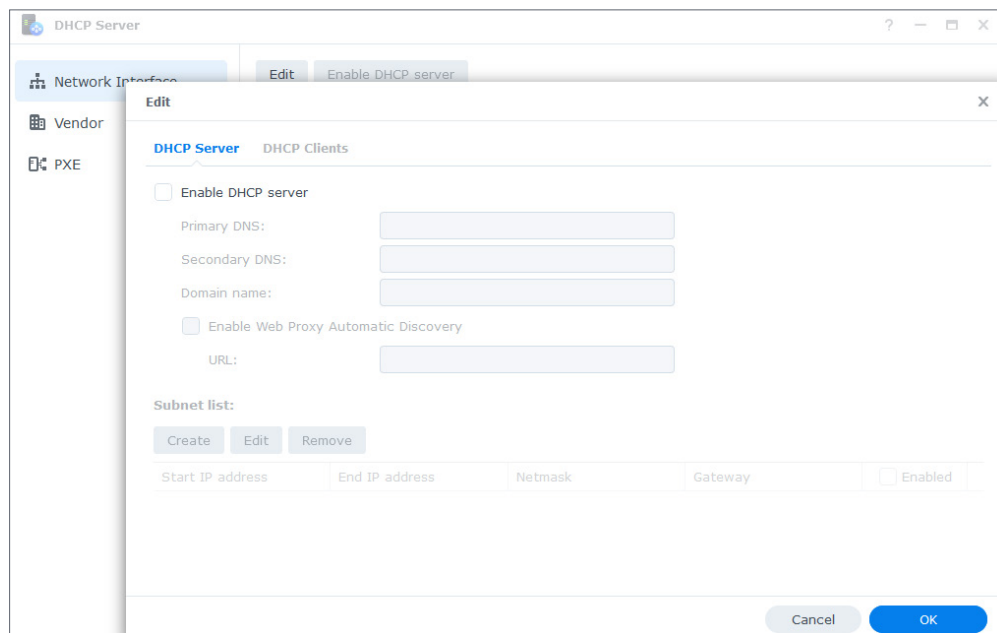 DHCP Server
?
Network Interface
Edit Enable DHCP server
Edit
Vendor
DHCP Server DHCP Clients
PXE
Enable DHCP server
Primary DNS:
Secondary DNS:
Domain name:
Enable Web Proxy Automatic Discovery
URL:
Subnet list:
Create Edit Remove
Start IP address End IP address Netmask Gateway Enabled
Cancel OK